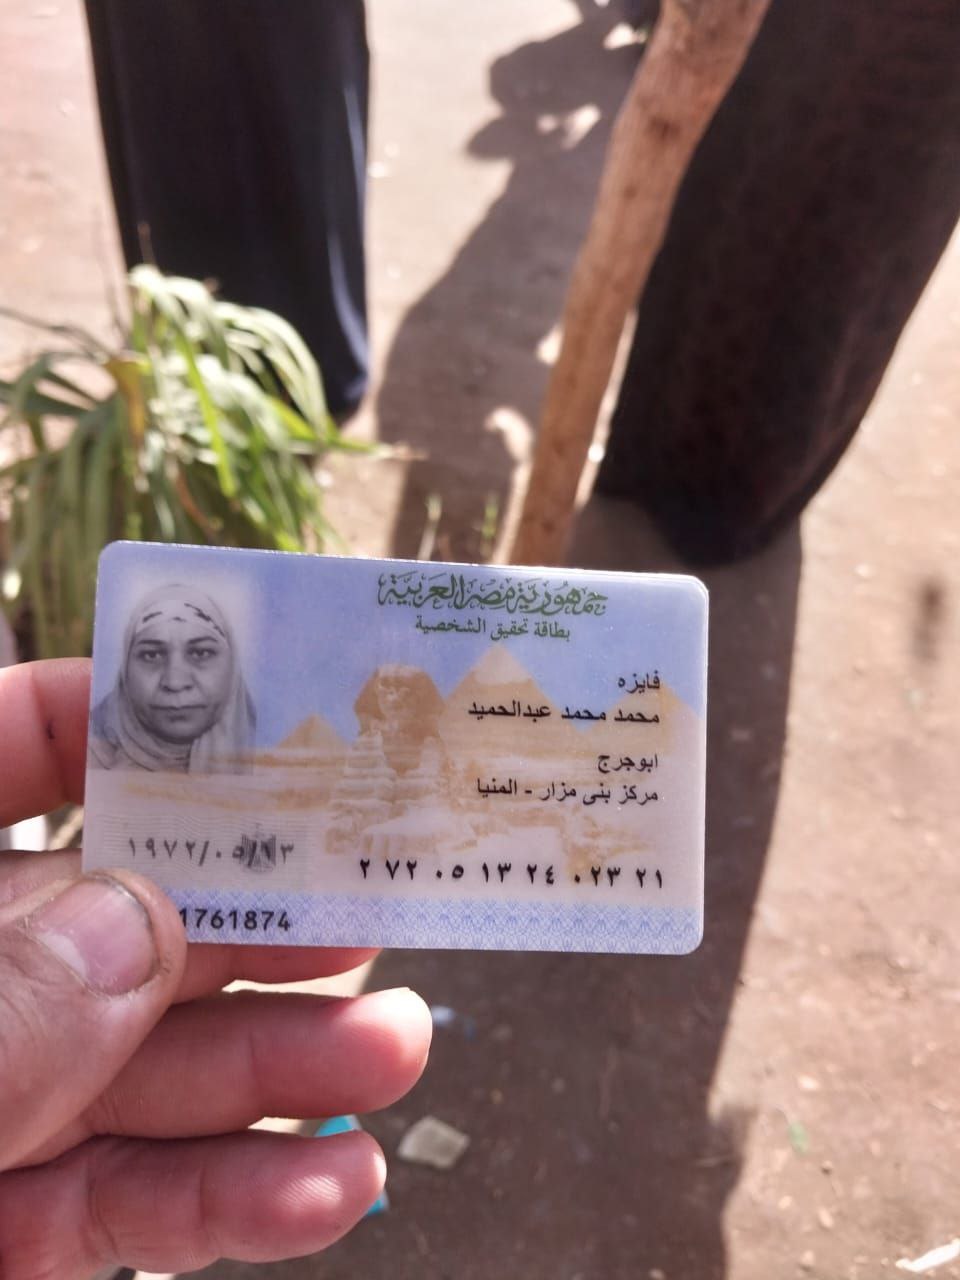 جمهورية مصر العربية
بطاقة تحقيق الشخصية
فايزه
محمد محمد عبدالحميد
ابوجرج
مركز بنى مزار - المنيا
١٩٧٢/٠٥/١٣
٢ ٧٢ ٠٥ ١٣ ٢٤ ٠٢٣ ٢١
1761874